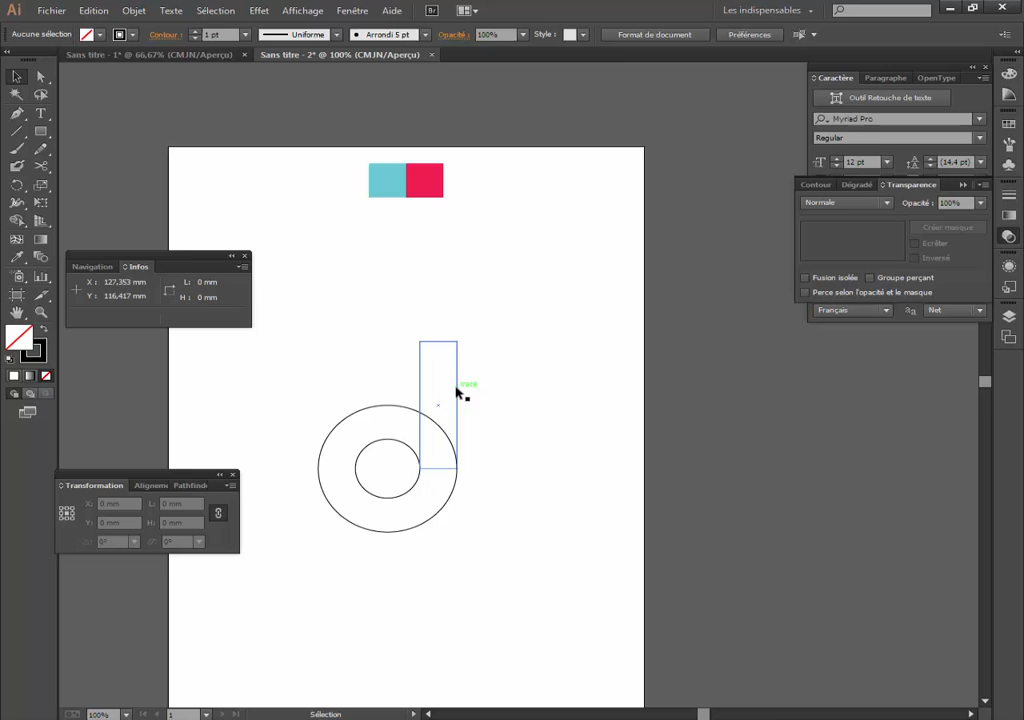 Ai Fichier Edition Objet Texte Sélection Effet Affichage Fenêtre Aide Br Les indispensables
Aucune sélection Contour : 1 pt Uniforme Arrondi 5 pt Opacité : 100% Style : Format de document Préférences
Sans titre - 1* @ 66,67% (CMJN/Aperçu) × Sans titre - 2* @ 100% (CMJN/Aperçu) ×
Caractère Paragraphe OpenType
Outil Retouche de texte
Myriad Pro
Regular
12 pt (14,4 pt)
Contour Dégradé Transparence
Normale Opacité : 100%
Créer masque
Ecrêter
Inversé
Fusion isolée Groupe perçant
Perce selon l'opacité et le masque
Français Net
Navigation Infos
X : 127,353 mm L : 0 mm
Y : 116,417 mm H : 0 mm
tracé
Transformation Aligneme Pathfind
X: 0 mm L: 0 mm
Y: 0 mm H: 0 mm
0° 0°
100% 1 Sélection